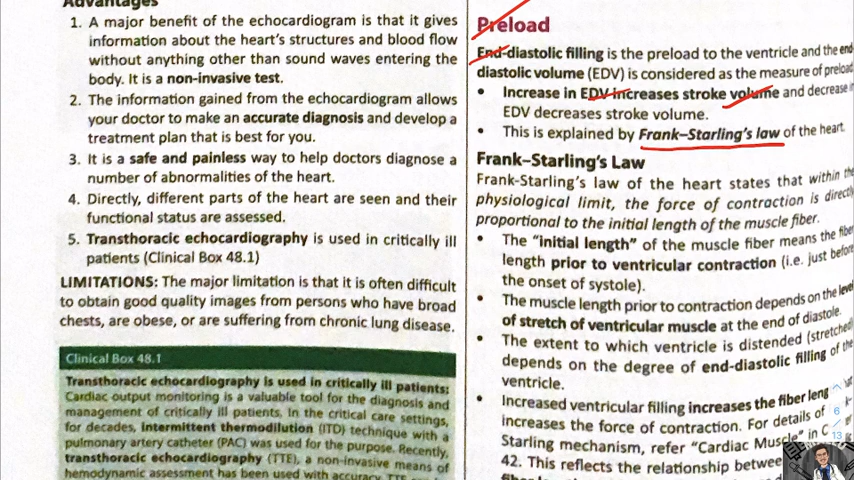 Advantages
1. A major benefit of the echocardiogram is that it gives
information about the heart's structures and blood flow
without anything other than sound waves entering the
body. It is a non-invasive test.
2. The information gained from the echocardiogram allows
your doctor to make an accurate diagnosis and develop a
treatment plan that is best for you.
3. It is a safe and painless way to help doctors diagnose a
number of abnormalities of the heart.
4. Directly, different parts of the heart are seen and their
functional status are assessed.
5. Transthoracic echocardiography is used in critically ill
patients (Clinical Box 48.1)
LIMITATIONS: The major limitation is that it is often difficult
to obtain good quality images from persons who have broad
chests, are obese, or are suffering from chronic lung disease.
Clinical Box 48.1
Transthoracic echocardiography is used in critically ill patients:
Cardiac output monitoring is a valuable tool for the diagnosis and
management of critically ill patients. In the critical care settings,
for decades, intermittent thermodilution (ITD) technique with a
pulmonary artery catheter (PAC) was used for the purpose. Recently,
transthoracic echocardiography (TTE), a non-invasive means of
hemodynamic assessment has been used with accuracy. TTE
Preload
End-diastolic filling is the preload to the ventricle and the end
diastolic volume (EDV) is considered as the measure of preload
• Increase in EDV increases stroke volume and decrease in
EDV decreases stroke volume.
• This is explained by Frank–Starling's law of the heart.
Frank–Starling's Law
Frank-Starling's law of the heart states that within the
physiological limit, the force of contraction is directly
proportional to the initial length of the muscle fiber.
• The "initial length" of the muscle fiber means the fiber
length prior to ventricular contraction (i.e. just before
the onset of systole).
• The muscle length prior to contraction depends on the level
of stretch of ventricular muscle at the end of diastole.
• The extent to which ventricle is distended (stretched)
depends on the degree of end-diastolic filling of the
ventricle.
• Increased ventricular filling increases the fiber leng
increases the force of contraction. For details of
Starling mechanism, refer "Cardiac Muscle" in C
42. This reflects the relationship betwee
6
13